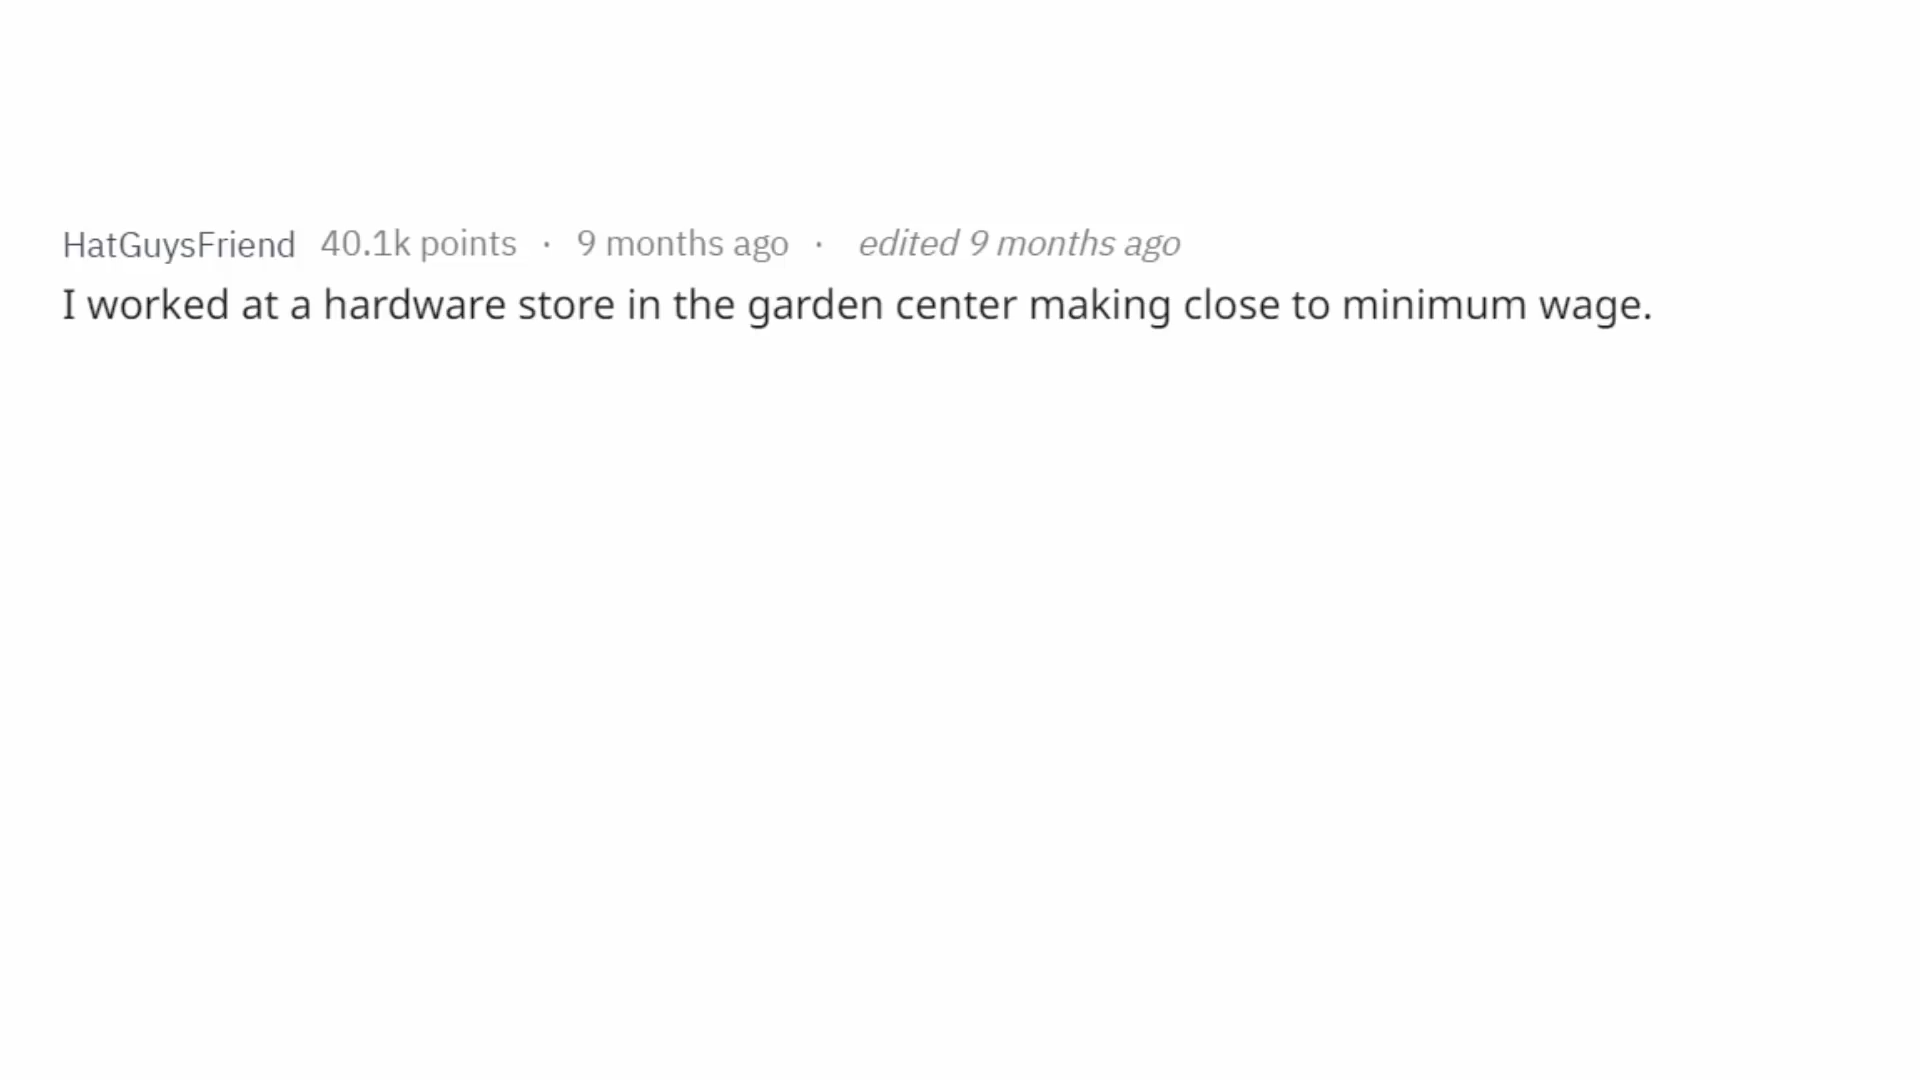 HatGuysFriend 40.1k points · 9 months ago · edited 9 months ago
I worked at a hardware store in the garden center making close to minimum wage.